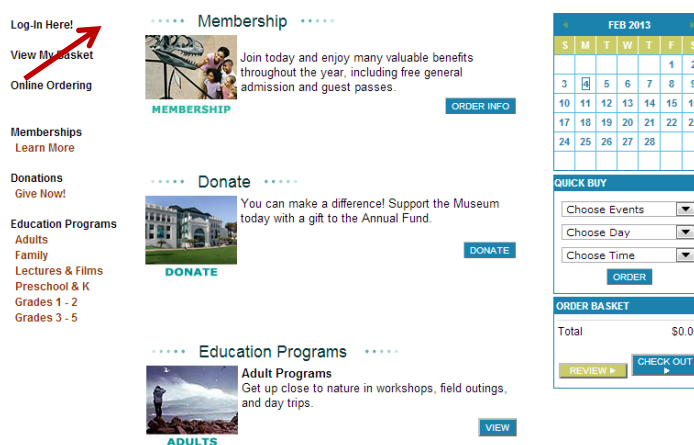 Log-In Here!
View My Basket
Online Ordering
Memberships
Learn More
Donations
Give Now!
Education Programs
Adults
Family
Lectures & Films
Preschool & K
Grades 1 - 2
Grades 3 - 5
Membership
MEMBERSHIP
Join today and enjoy many valuable benefits
throughout the year, including free general
admission and guest passes.
ORDER INFO
Donate
DONATE
You can make a difference! Support the Museum
today with a gift to the Annual Fund.
DONATE
Education Programs
ADULTS
Adult Programs
Get up close to nature in workshops, field outings,
and day trips.
VIEW
FEB 2013
S M T W T F S
1 2
3 4 5 6 7 8 9
10 11 12 13 14 15
17 18 19 20 21 22
24 25 26 27 28
QUICK BUY
Choose Events
Choose Day
Choose Time
ORDER
ORDER BASKET
Total $0.0
REVIEW
CHECK OUT